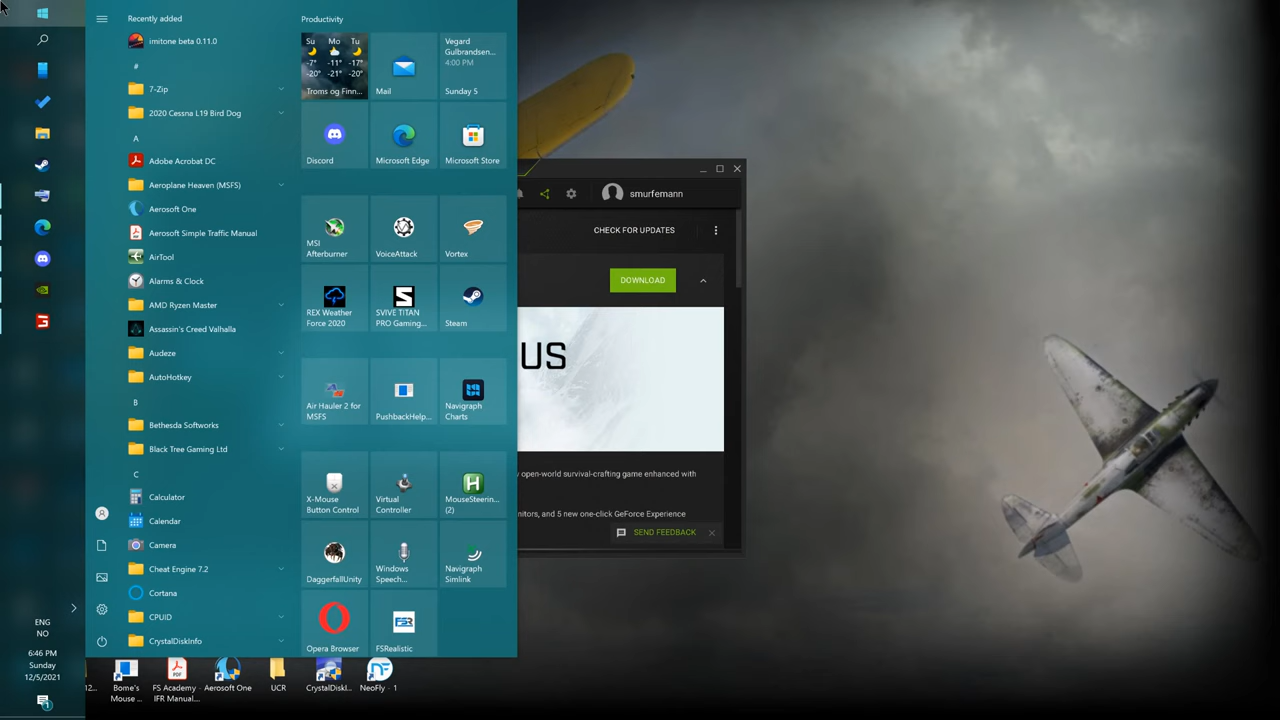 Recently added
imitone beta 0.11.0
#
7-Zip
2020 Cessna L19 Bird Dog
A
Adobe Acrobat DC
Aeroplane Heaven (MSFS)
Aerosoft One
Aerosoft Simple Traffic Manual
AirTool
Alarms & Clock
AMD Ryzen Master
Assassin's Creed Valhalla
Audeze
AutoHotkey
B
Bethesda Softworks
Black Tree Gaming Ltd
C
Calculator
Calendar
Camera
Cheat Engine 7.2
Cortana
CPUID
CrystalDiskInfo
Productivity
Su Mo Tu
-7° -11° -17°
-20° -21° -20°
Troms og Finn...
Mail
Vegard
Gulbrandsen...
4:00 PM
Sunday 5
Discord
Microsoft Edge
Microsoft Store
MSI
Afterburner
VoiceAttack
Vortex
REX Weather
Force 2020
SVIVE TITAN
PRO Gaming...
Steam
Air Hauler 2 for
MSFS
PushbackHelp...
Navigraph
Charts
X-Mouse
Button Control
Virtual
Controller
MouseSteerin...
(2)
DaggerfallUnity
Windows
Speech...
Navigraph
Simlink
Opera Browser
FSR
FSRealistic
smurfemann
CHECK FOR UPDATES
DOWNLOAD
US
open-world survival-crafting game enhanced with
nitors, and 5 new one-click GeForce Experience
SEND FEEDBACK
ENG
NO
6:46 PM
Sunday
12/5/2021
1
12...
Bome's
Mouse ...
FS Academy -
IFR Manual...
Aerosoft One
UCR
CrystalDiskI...
NeoFly - 1